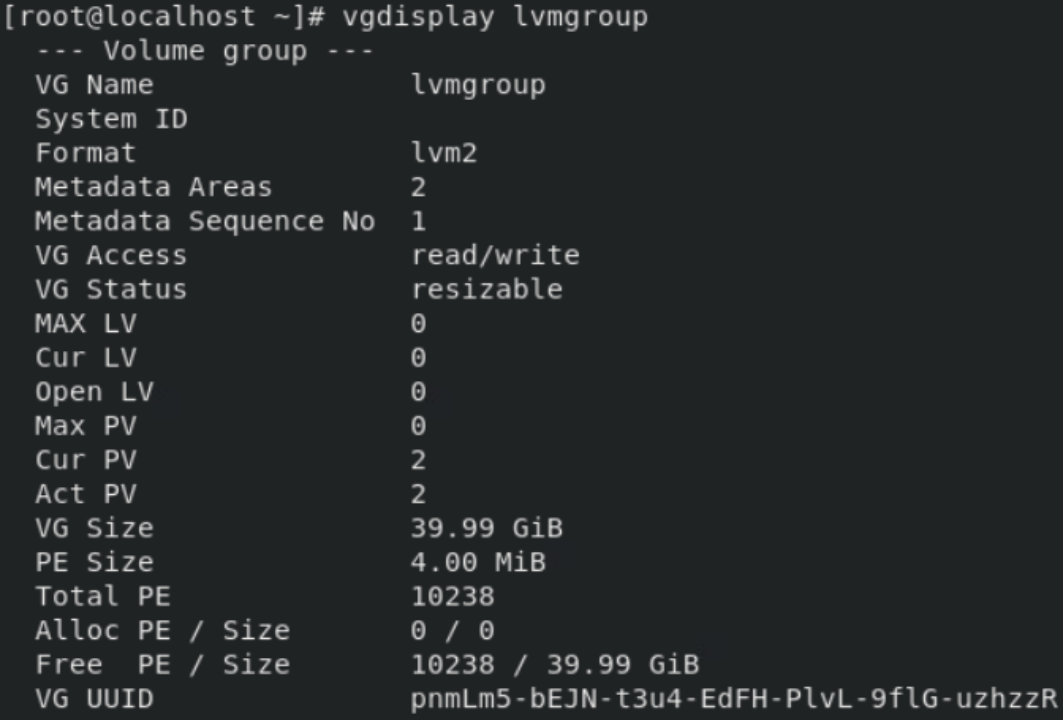 [root@localhost ~]# vgdisplay lvmgroup
--- Volume group ---
VG Name lvmgroup
System ID
Format lvm2
Metadata Areas 2
Metadata Sequence No 1
VG Access read/write
VG Status resizable
MAX LV 0
Cur LV 0
Open LV 0
Max PV 0
Cur PV 2
Act PV 2
VG Size 39.99 GiB
PE Size 4.00 MiB
Total PE 10238
Alloc PE / Size 0 / 0
Free  PE / Size 10238 / 39.99 GiB
VG UUID pnmLm5-bEJN-t3u4-EdFH-PlvL-9flG-uzhzzR